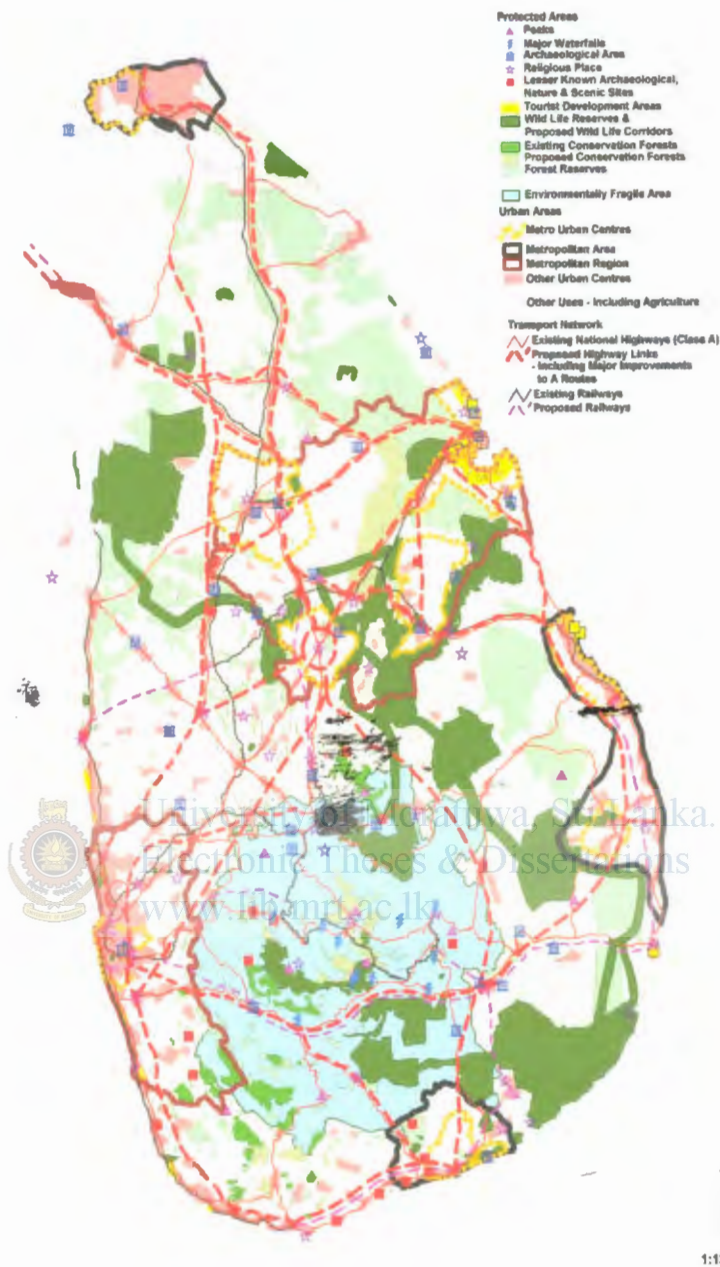 Protected Areas
Peaks
Major Waterfalls
Archaeological Area
Religious Place
Lesser Known Archaeological,
Nature & Scenic Sites
Tourist Development Areas
Wild Life Reserves &
Proposed Wild Life Corridors
Existing Conservation Forests
Proposed Conservation Forests
Forest Reserves
Environmentally Fragile Area
Urban Areas
Metro Urban Centres
Metropolitan Area
Metropolitan Region
Other Urban Centres
Other Uses - Including Agriculture
Transport Network
Existing National Highways (Class A)
Proposed Highway Links
- Including Major Improvements
to A Routes
Existing Railways
Proposed Railways
University of Moratuwa, Sri Lanka.
Electronic Theses & Dissertations
www.lib.mrt.ac.lk